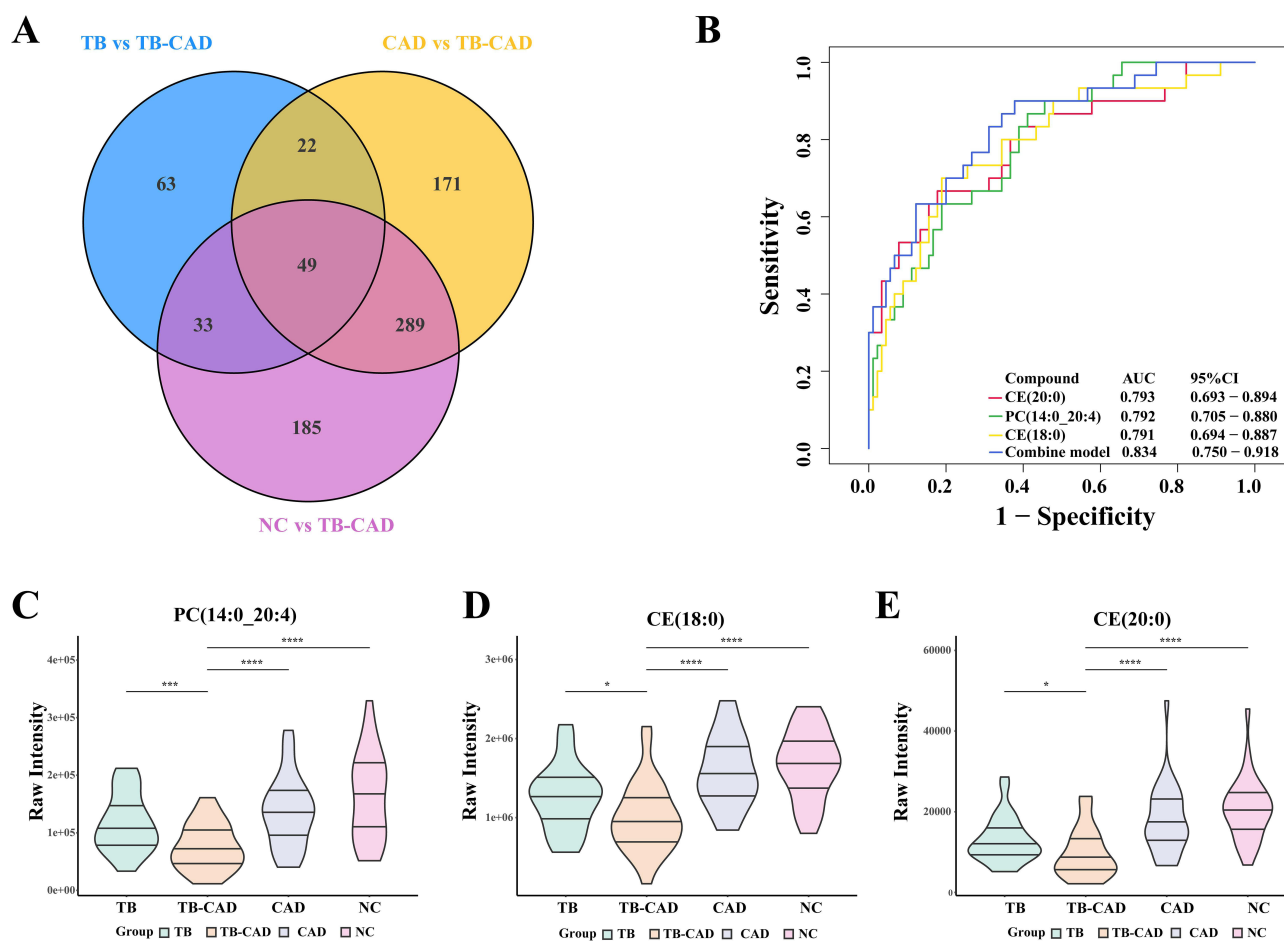 A
TB vs TB-CAD
CAD vs TB-CAD
22
63
171
49
33
289
185
NC vs TB-CAD
B
Sensitivity
1.0
0.8
0.6
0.4
0.2
0.0
Compound AUC 95%CI
CE(20:0) 0.793 0.693 − 0.894
PC(14:0_20:4) 0.792 0.705 − 0.880
CE(18:0) 0.791 0.694 − 0.887
Combine model 0.834 0.750 − 0.918
0.0 0.2 0.4 0.6 0.8 1.0
1 − Specificity
C
PC(14:0_20:4)
Raw Intensity
4e+05
3e+05
2e+05
1e+05
0e+00
****
****
***
TB TB-CAD CAD NC
Group TB TB-CAD CAD NC
D
CE(18:0)
Raw Intensity
3e+06
2e+06
1e+06
0e+00
****
****
*
TB TB-CAD CAD NC
Group TB TB-CAD CAD NC
E
CE(20:0)
Raw Intensity
60000
40000
20000
0
****
****
*
TB TB-CAD CAD NC
Group TB TB-CAD CAD NC